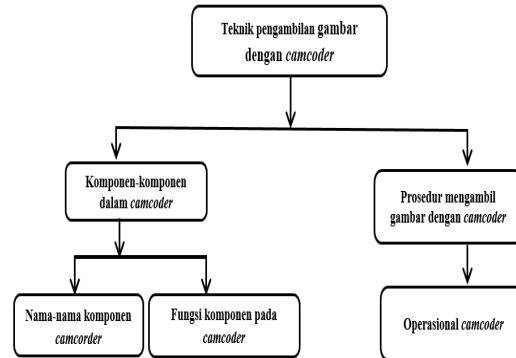 Teknik pengambilan gambar
dengan camcoder
Komponen-komponen
dalam camcoder
Prosedur mengambil
gambar dengan camcoder
Nama-nama komponen
camcorder
Fungsi komponen pada
camcoder
Operasional camcoder